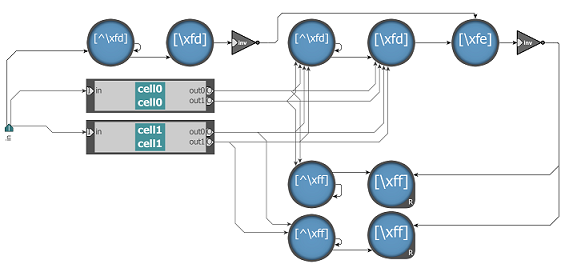 [^\xfd]
[\xfd]
Inv
[^\xfd]
[\xfd]
[\xfe]
Inv
in
cell0
cell0
out0
out1
in
cell1
cell1
out0
out1
[^\xff]
[\xff]
R
[^\xff]
[\xff]
R